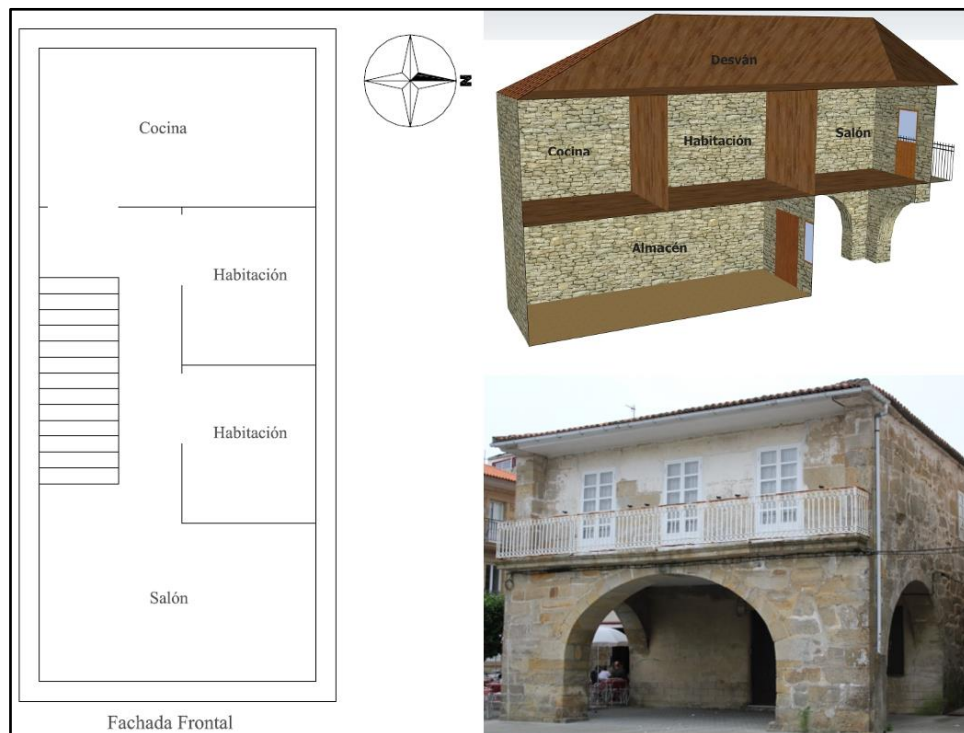 Cocina
N
Habitación
Habitación
Salón
Fachada Frontal
Desván
Cocina
Habitación
Salón
Almacén